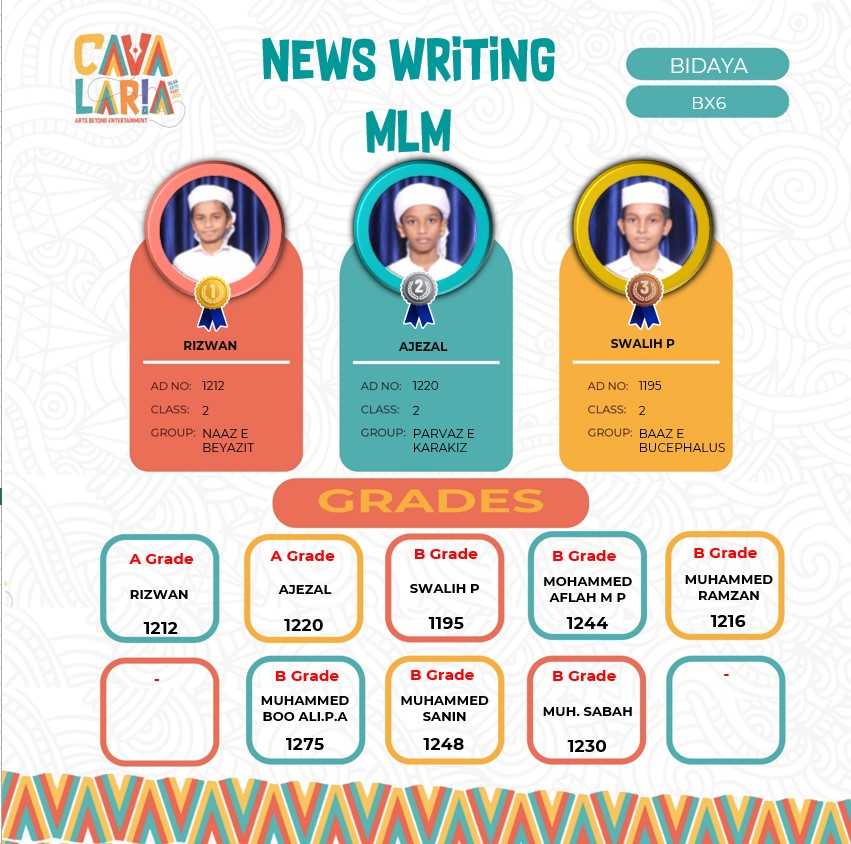 CAVA
LARIA
ARTS BEYOND ENTERTAINMENT
NEWS WRiTiNG
MLM
BIDAYA
BX6
1
RIZWAN
AD NO: 1212
CLASS: 2
GROUP: NAAZ E
BEYAZIT
2
AJEZAL
AD NO: 1220
CLASS: 2
GROUP: PARVAZ E
KARAKIZ
3
SWALIH P
AD NO: 1195
CLASS: 2
GROUP: BAAZ E
BUCEPHALUS
GRADES
A Grade
RIZWAN
1212
A Grade
AJEZAL
1220
B Grade
SWALIH P
1195
B Grade
MOHAMMED
AFLAH M P
1244
B Grade
MUHAMMED
RAMZAN
1216
-
B Grade
MUHAMMED
BOO ALI.P.A
1275
B Grade
MUHAMMED
SANIN
1248
B Grade
MUH. SABAH
1230
-